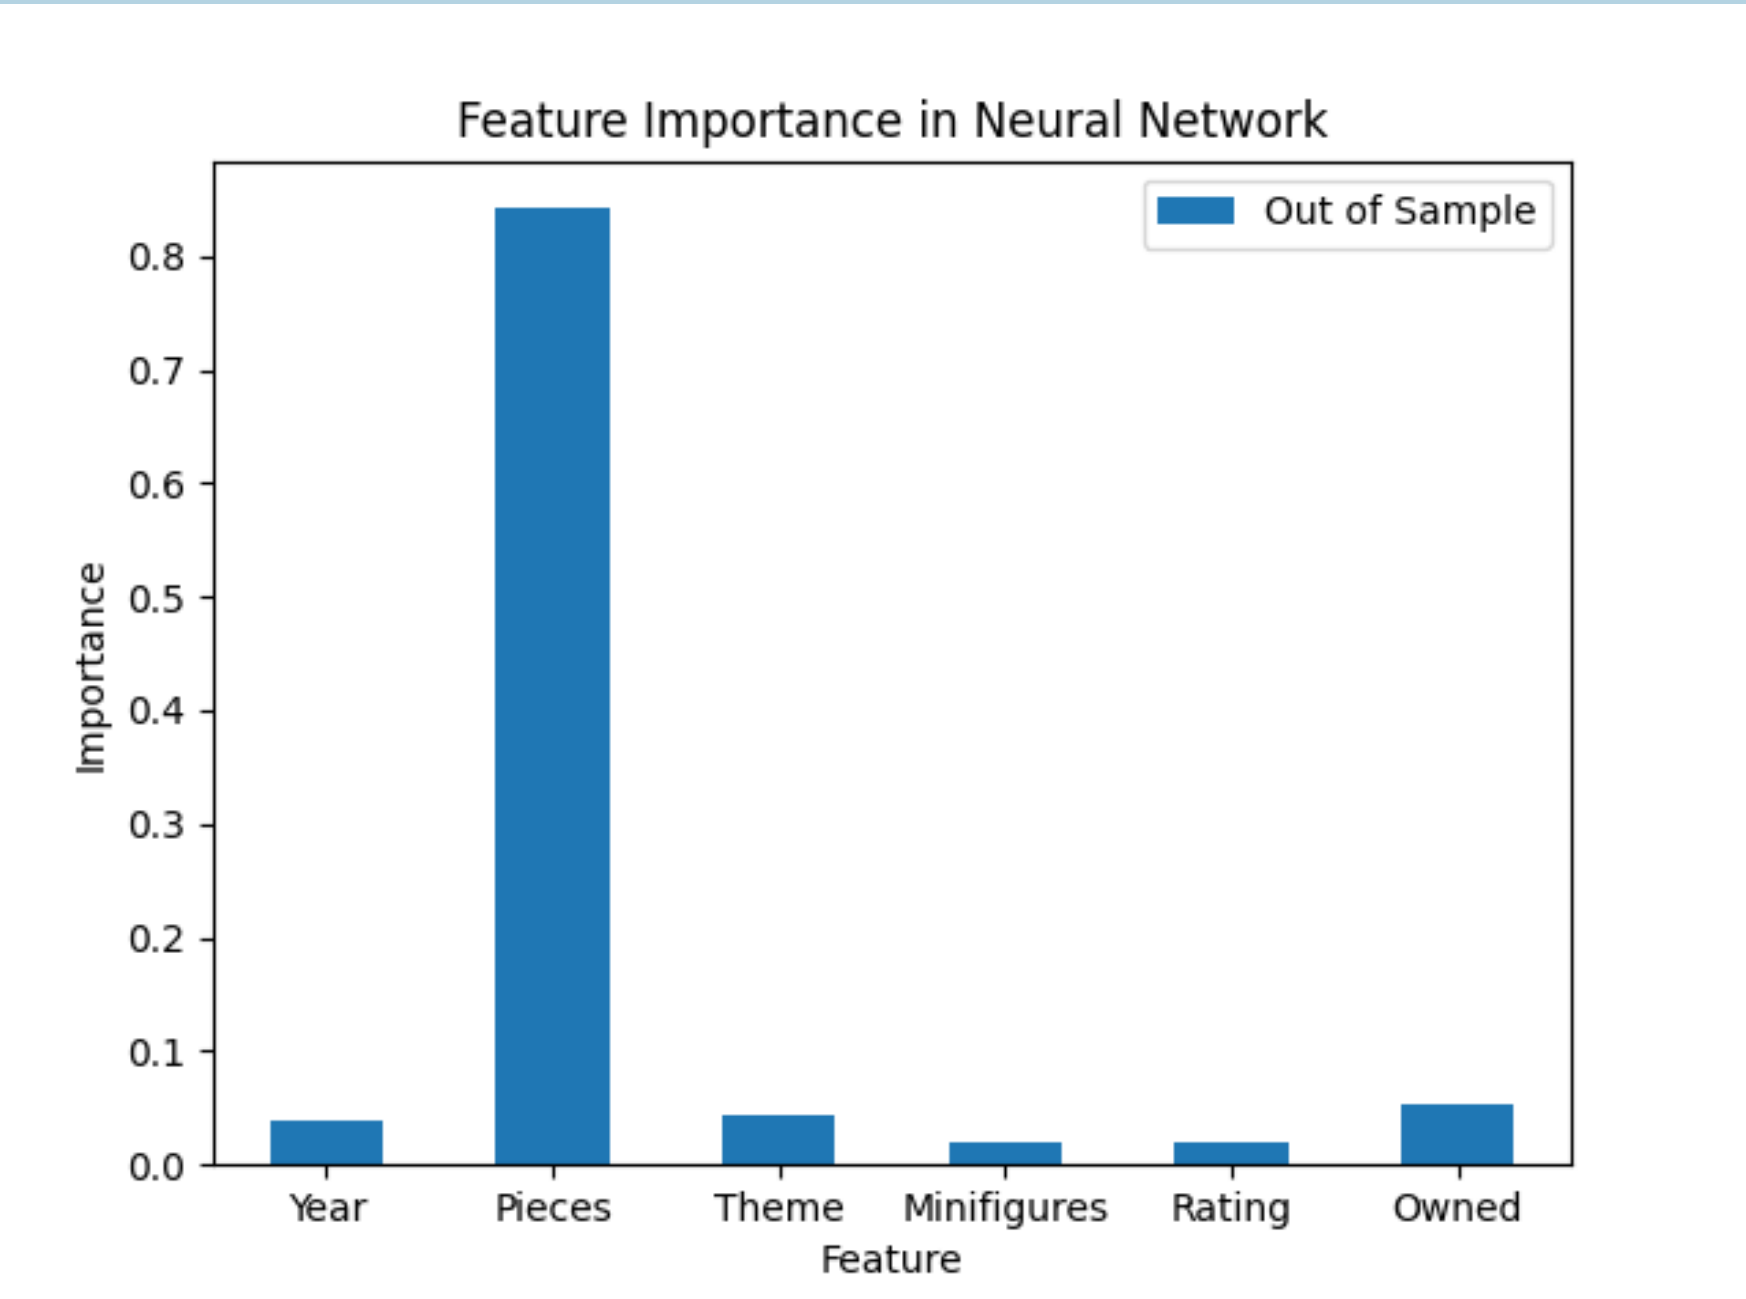 Feature Importance in Neural Network
Out of Sample
0.8
0.7
0.6
0.5
0.4
0.3
0.2
0.1
0.0
Importance
Year Pieces Theme Minifigures Rating Owned
Feature